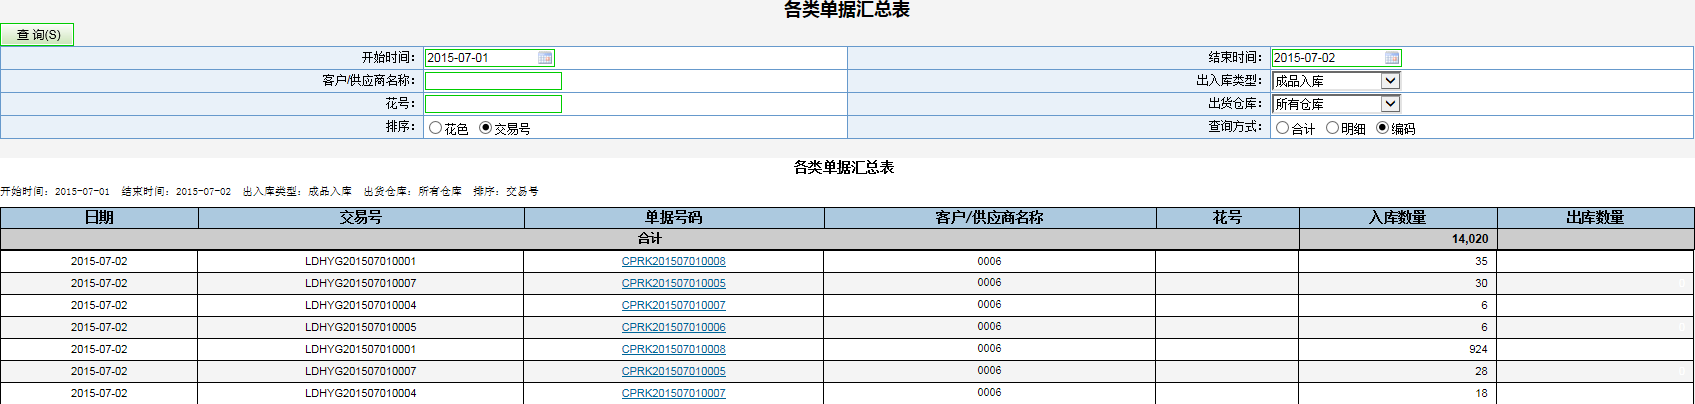 各类单据汇总表
查 询(S)
开始时间： 2015-07-01 结束时间： 2015-07-02
客户/供应商名称： 出入库类型： 成品入库
花号： 出货仓库： 所有仓库
排序： 花色 交易号 查询方式： 合计 明细 编码
各类单据汇总表
开始时间：2015-07-01 结束时间：2015-07-02 出入库类型：成品入库 出货仓库：所有仓库 排序：交易号
日期 交易号 单据号码 客户/供应商名称 花号 入库数量 出库数量
合计 14,020
2015-07-02 LDHYG201507010001 CPRK201507010008 0006 35
2015-07-02 LDHYG201507010007 CPRK201507010005 0006 30 0
2015-07-02 LDHYG201507010004 CPRK201507010007 0006 6
2015-07-02 LDHYG201507010005 CPRK201507010006 0006 6 0
2015-07-02 LDHYG201507010001 CPRK201507010008 0006 924
2015-07-02 LDHYG201507010007 CPRK201507010005 0006 28 0
2015-07-02 LDHYG201507010004 CPRK201507010007 0006 18